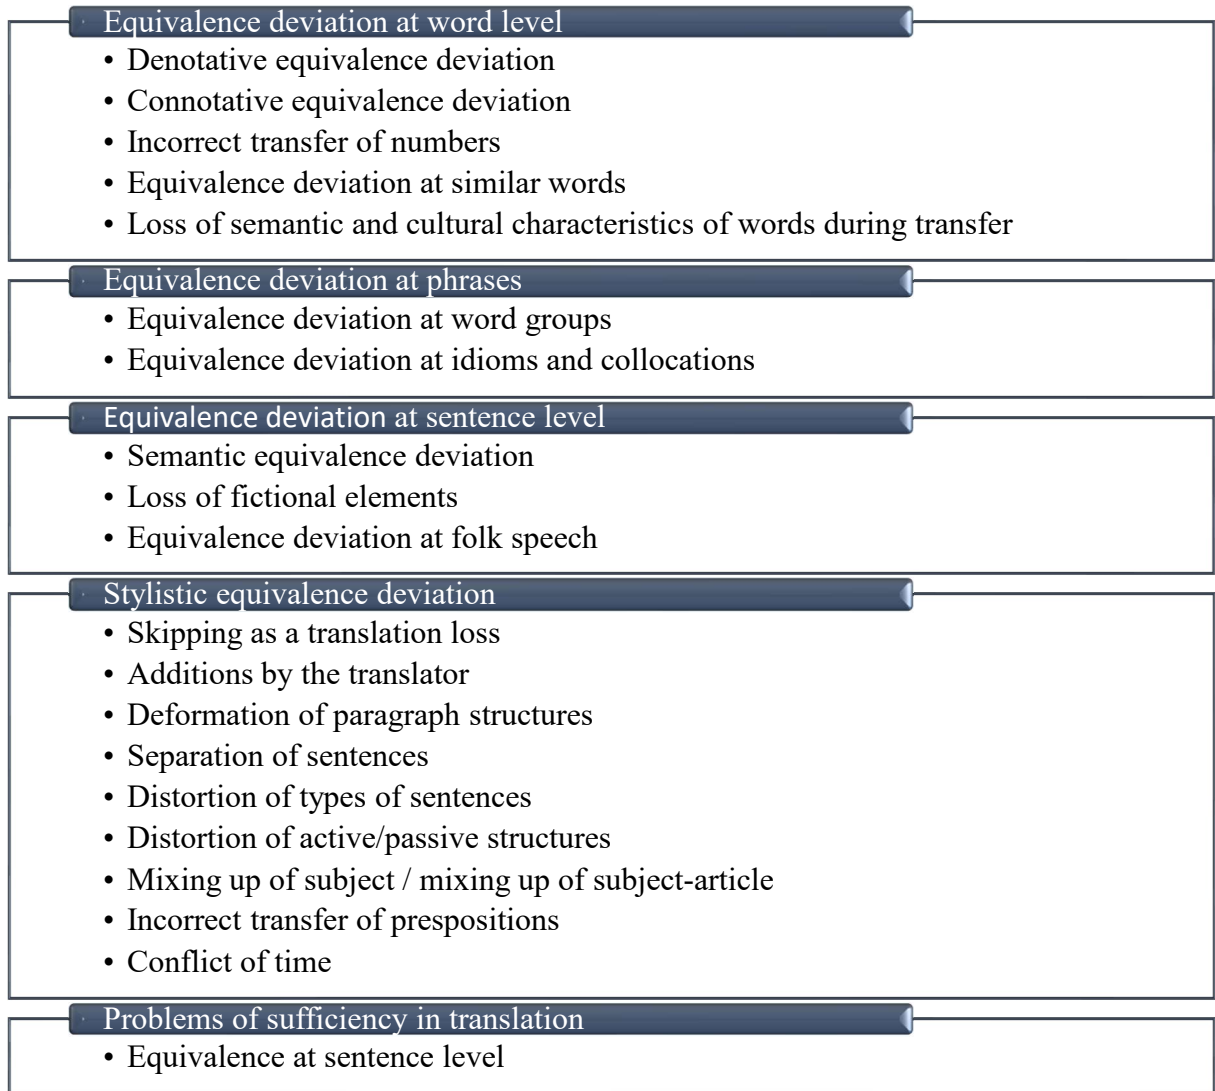 Equivalence deviation at word level
• Denotative equivalence deviation
• Connotative equivalence deviation
• Incorrect transfer of numbers
• Equivalence deviation at similar words
• Loss of semantic and cultural characteristics of words during transfer
Equivalence deviation at phrases
• Equivalence deviation at word groups
• Equivalence deviation at idioms and collocations
Equivalence deviation at sentence level
• Semantic equivalence deviation
• Loss of fictional elements
• Equivalence deviation at folk speech
Stylistic equivalence deviation
• Skipping as a translation loss
• Additions by the translator
• Deformation of paragraph structures
• Separation of sentences
• Distortion of types of sentences
• Distortion of active/passive structures
• Mixing up of subject / mixing up of subject-article
• Incorrect transfer of prespositions
• Conflict of time
Problems of sufficiency in translation
• Equivalence at sentence level